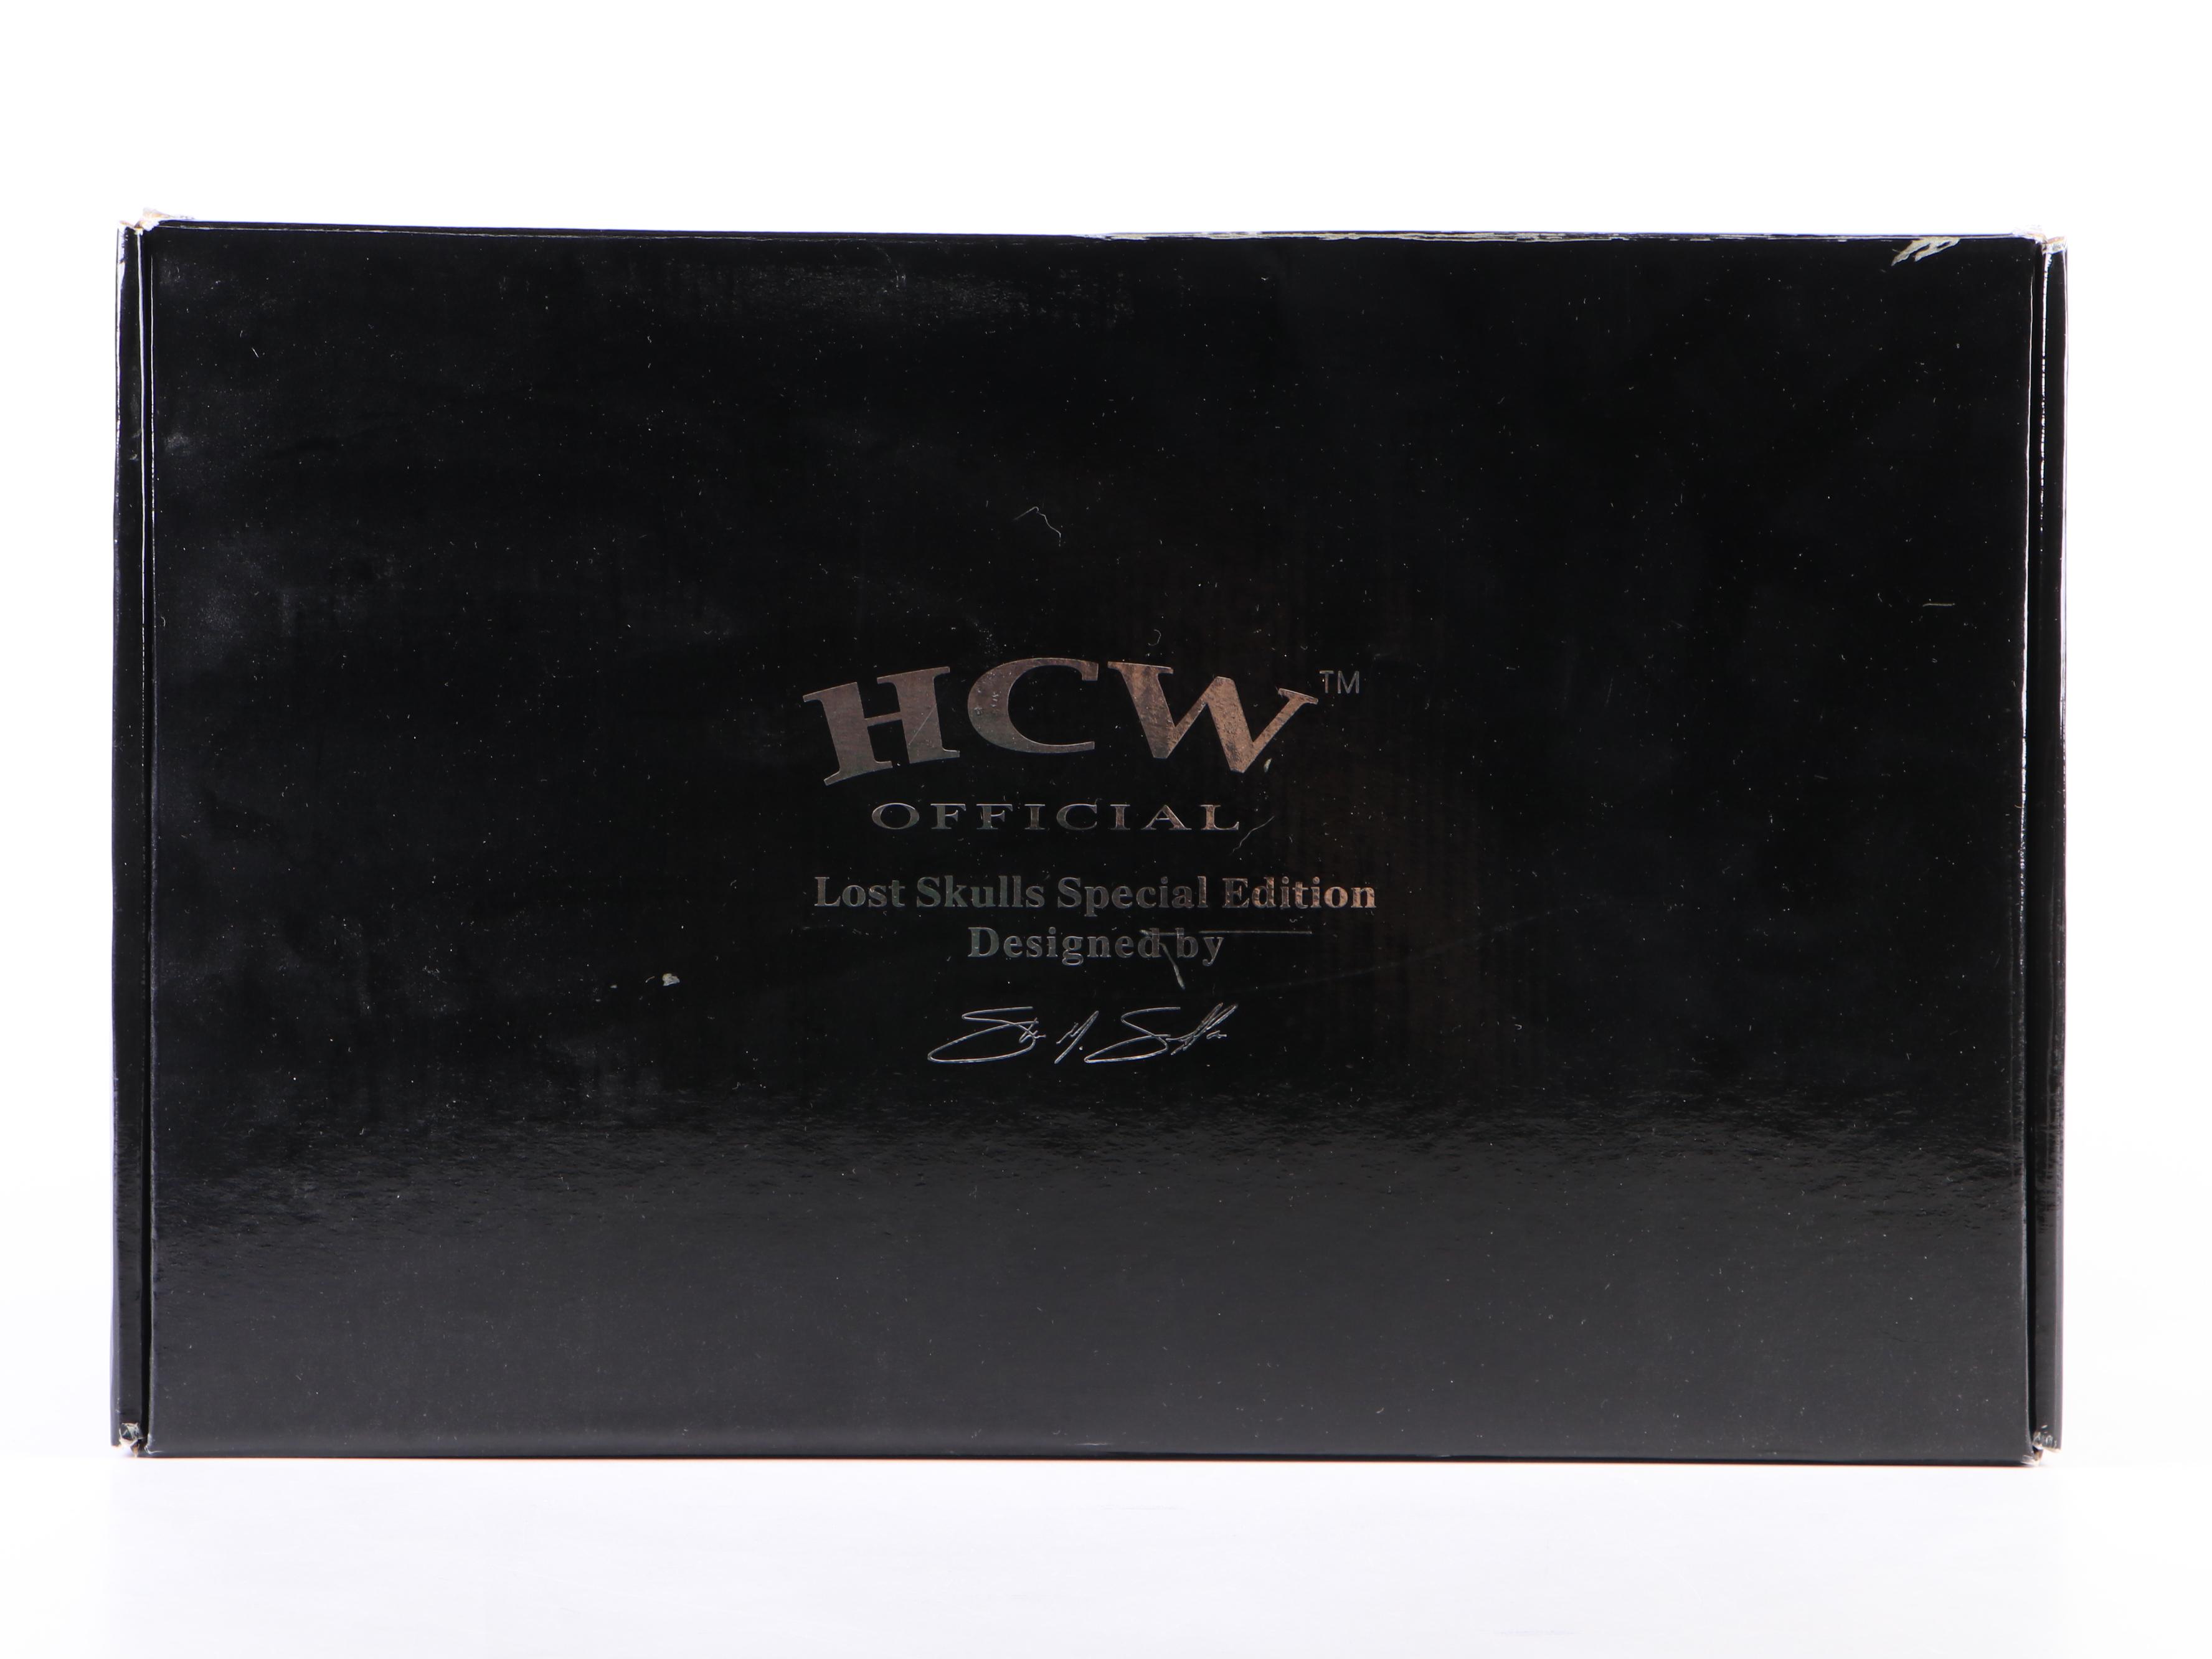 HCW™
OFFICIAL
Lost Skulls Special Edition
Designed by